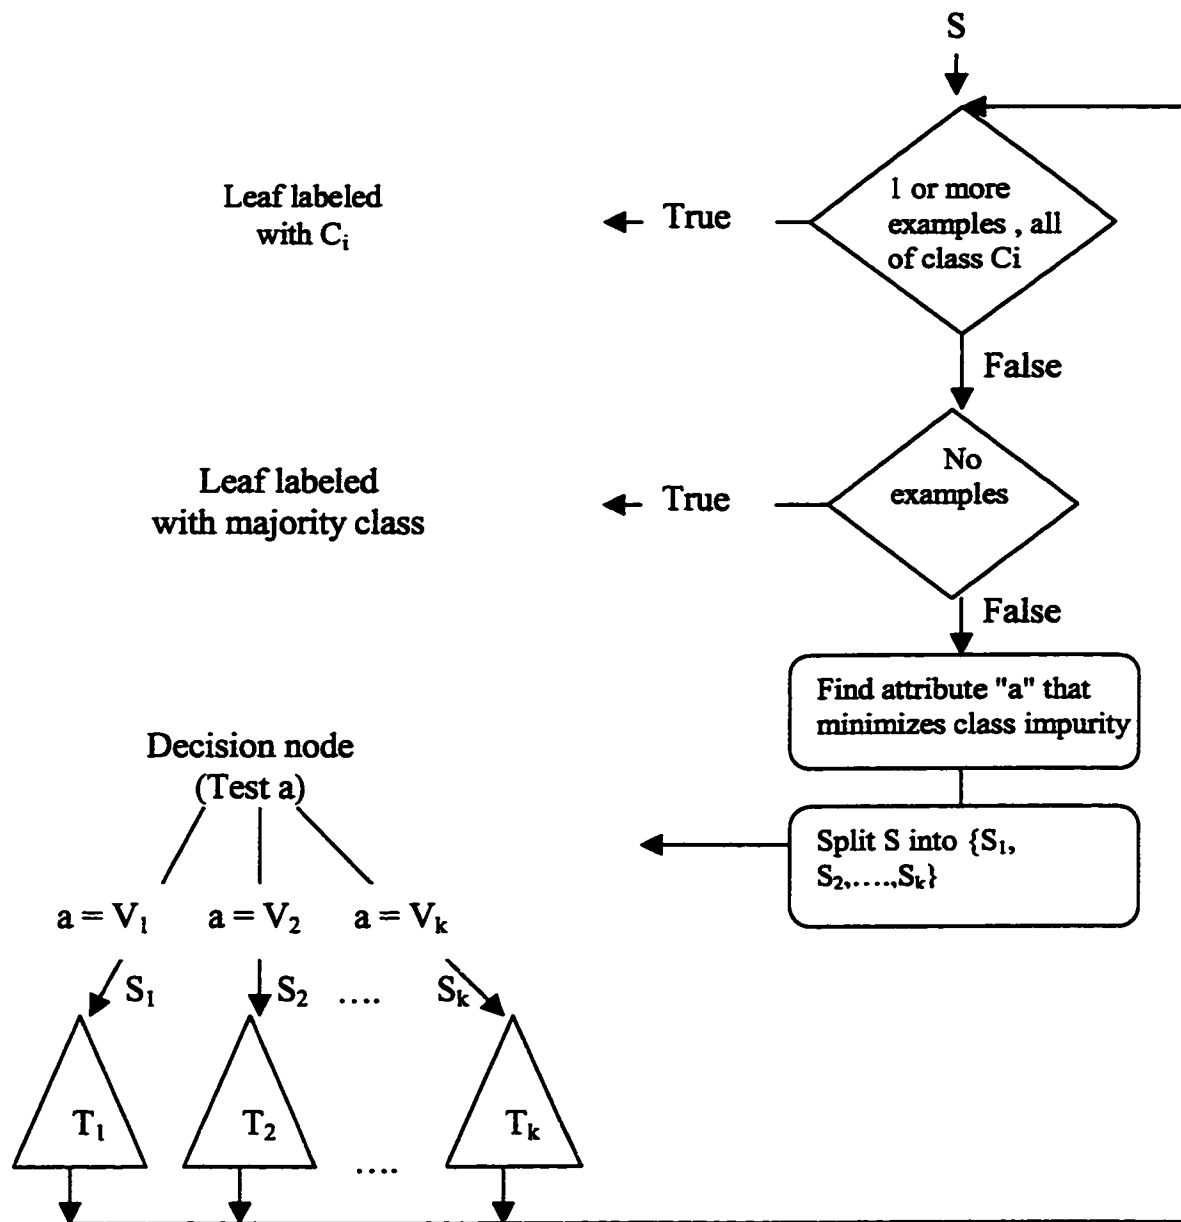 S
1 or more
examples , all
of class Ci
True
Leaf labeled
with Cᵢ
False
No
examples
True
Leaf labeled
with majority class
False
Find attribute "a" that
minimizes class impurity
Split S into {S₁,
S₂,....,Sₖ}
Decision node
(Test a)
a = V₁ a = V₂ a = Vₖ
S₁ S₂ .... Sₖ
T₁ T₂ .... Tₖ